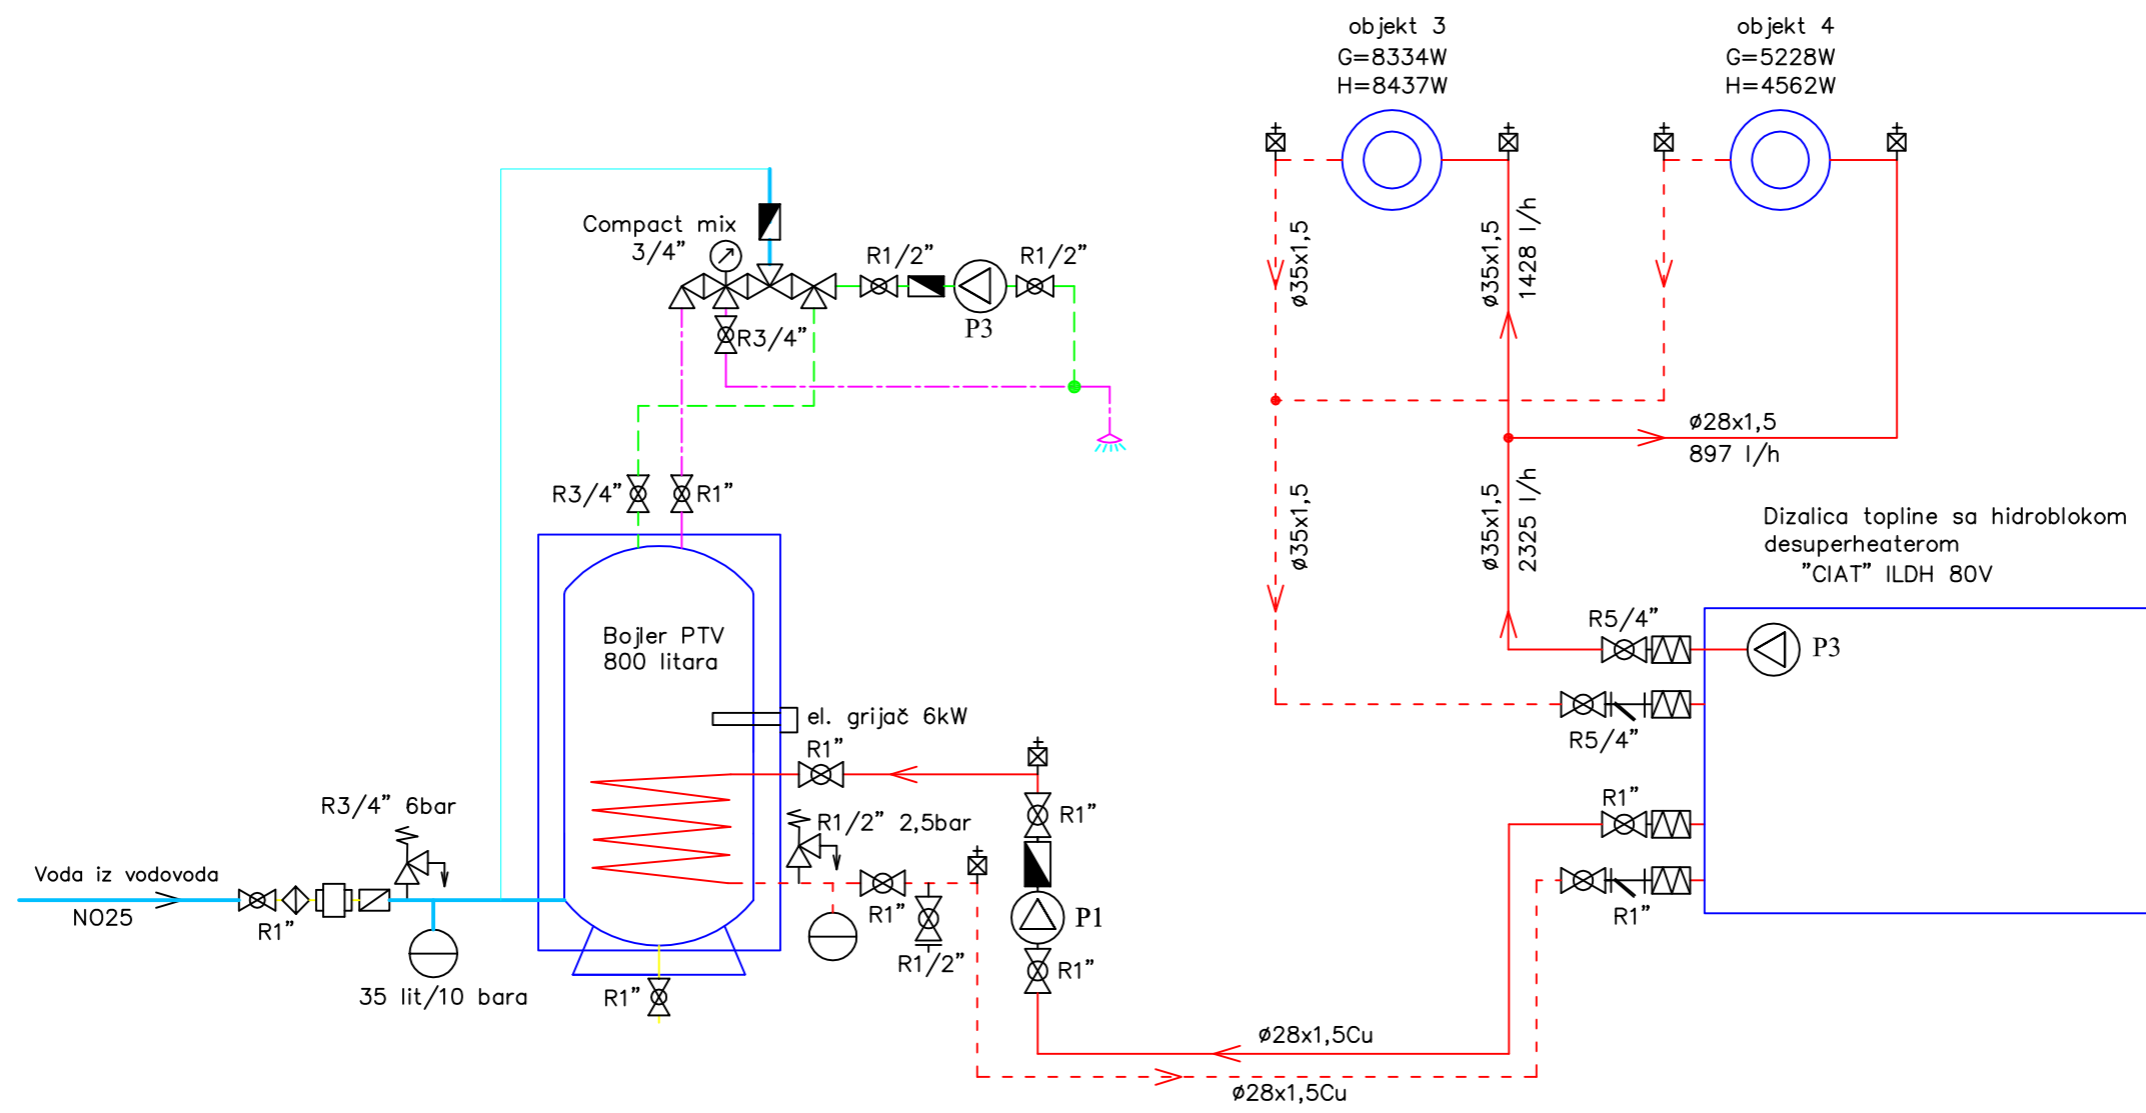 objekt 3
G=8334W
H=8437W
objekt 4
G=5228W
H=4562W
Compact mix
3/4"
R1/2"
R1/2"
P3
R3/4"
R3/4"
R1"
ø35x1,5
ø35x1,5
1428 l/h
ø28x1,5
897 l/h
ø35x1,5
ø35x1,5
2325 l/h
Dizalica topline sa hidroblokom
desuperheaterom
"CIAT" ILDH 80V
R5/4"
P3
R5/4"
R1"
R1"
Bojler PTV
800 litara
el. grijač 6kW
R1"
R1"
R3/4" 6bar
R1/2" 2,5bar
Voda iz vodovoda
NO25
R1"
R1"
P1
R1/2"
R1"
35 lit/10 bara
R1"
ø28x1,5Cu
ø28x1,5Cu